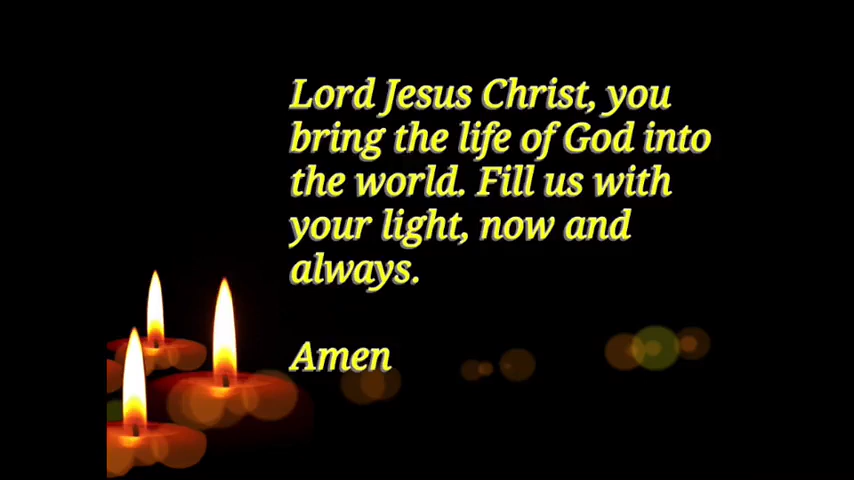 Lord Jesus Christ, you
bring the life of God into
the world. Fill us with
your light, now and
always.
Amen